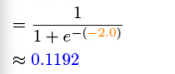 = 1 / (1 + e^{-(-2.0)})
≈ 0.1192